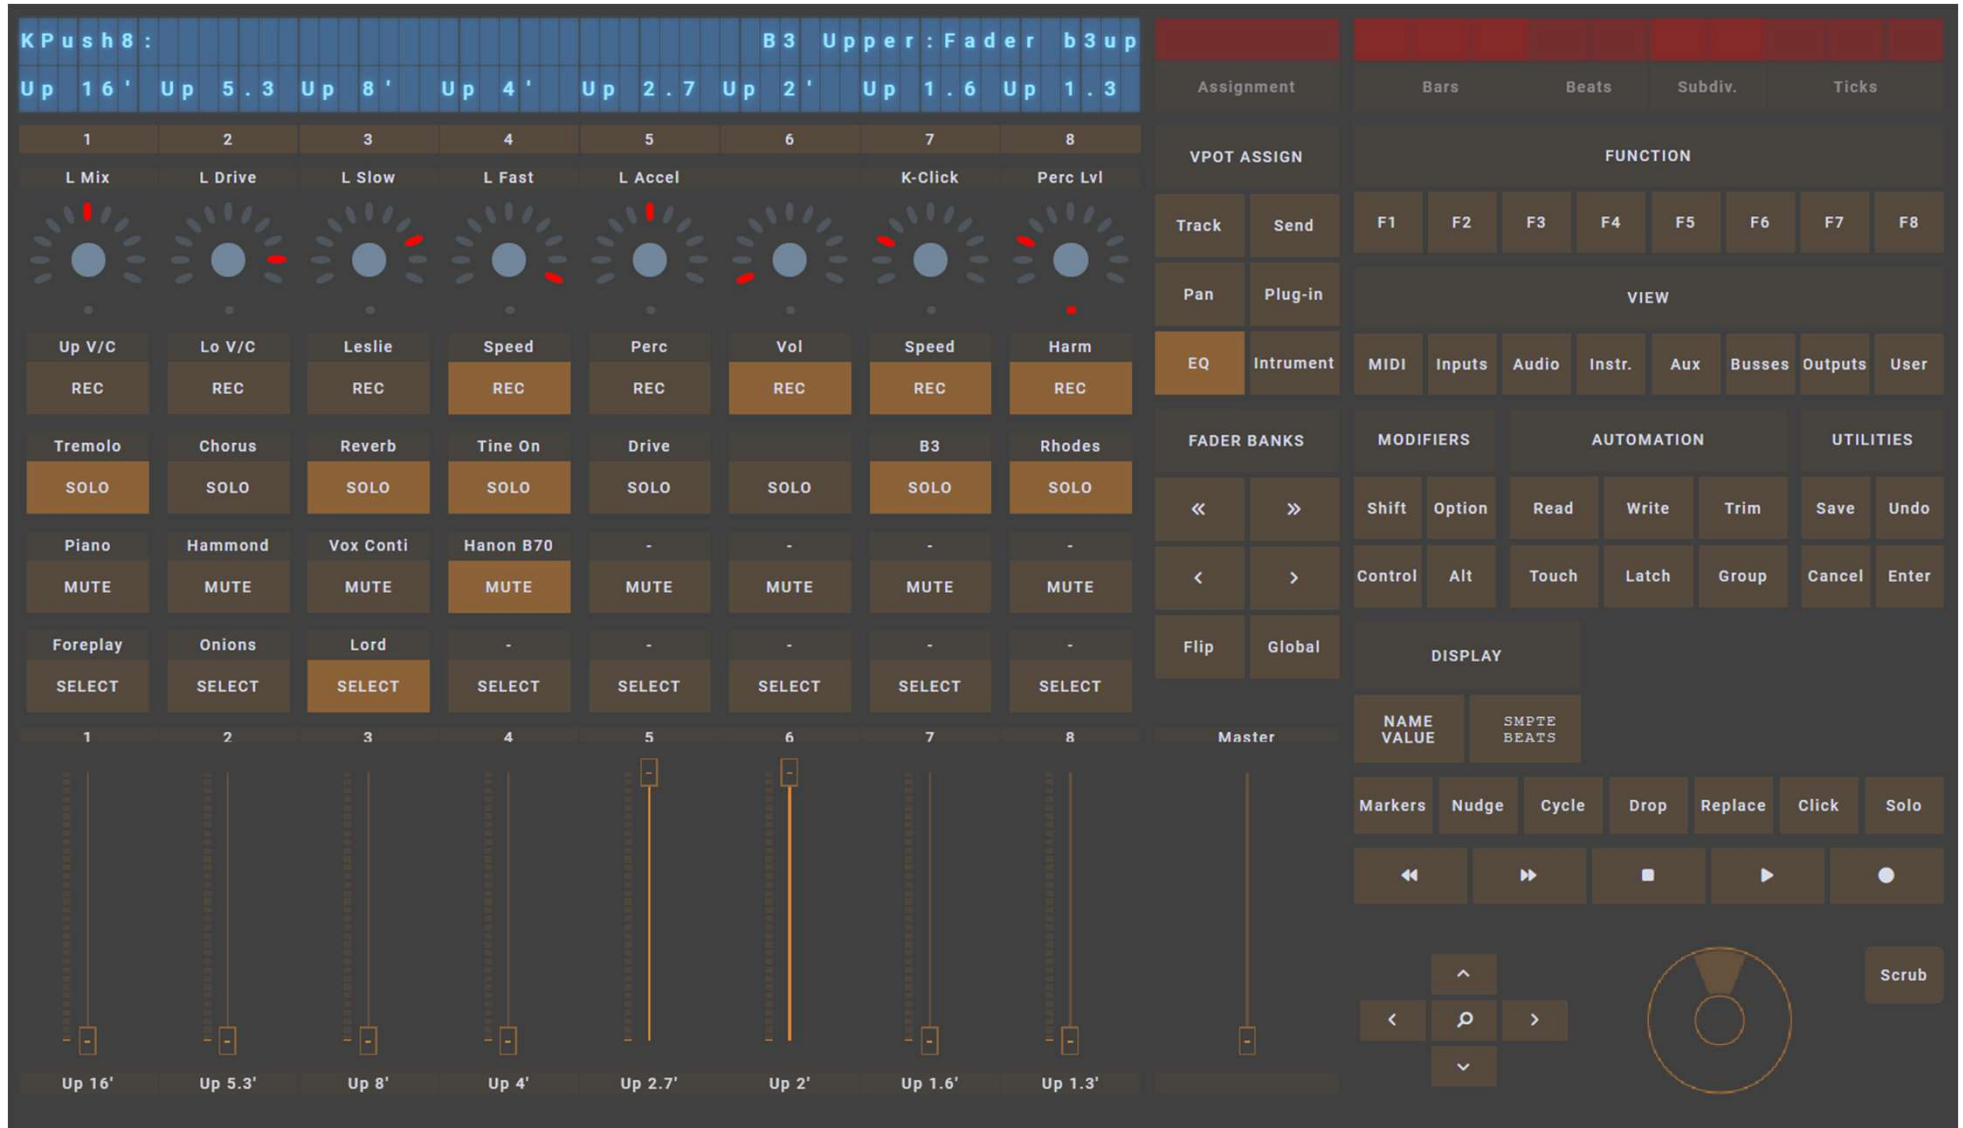 KPush8: B3 Upper:Fader b3up
Up 16' Up 5.3 Up 8' Up 4' Up 2.7 Up 2' Up 1.6 Up 1.3
Assignment Bars Beats Subdiv. Ticks
1 2 3 4 5 6 7 8
L Mix L Drive L Slow L Fast L Accel K-Click Perc Lvl
VPOT ASSIGN
FUNCTION
Track Send
F1 F2 F3 F4 F5 F6 F7 F8
Pan Plug-in
VIEW
Up V/C Lo V/C Leslie Speed Perc Vol Speed Harm
REC REC REC REC REC REC REC REC
EQ Intrument
MIDI Inputs Audio Instr. Aux Busses Outputs User
Tremolo Chorus Reverb Tine On Drive B3 Rhodes
SOLO SOLO SOLO SOLO SOLO SOLO SOLO SOLO
FADER BANKS
MODIFIERS AUTOMATION UTILITIES
« »
Shift Option Read Write Trim Save Undo
Piano Hammond Vox Conti Hanon B70 - - - -
MUTE MUTE MUTE MUTE MUTE MUTE MUTE MUTE
< >
Control Alt Touch Latch Group Cancel Enter
Foreplay Onions Lord - - - - -
SELECT SELECT SELECT SELECT SELECT SELECT SELECT SELECT
Flip Global
DISPLAY
NAME
VALUE
SMPTE
BEATS
1 2 3 4 5 6 7 8 Master
Markers Nudge Cycle Drop Replace Click Solo
Scrub
- - - - - - - - -
Up 16' Up 5.3' Up 8' Up 4' Up 2.7' Up 2' Up 1.6' Up 1.3'